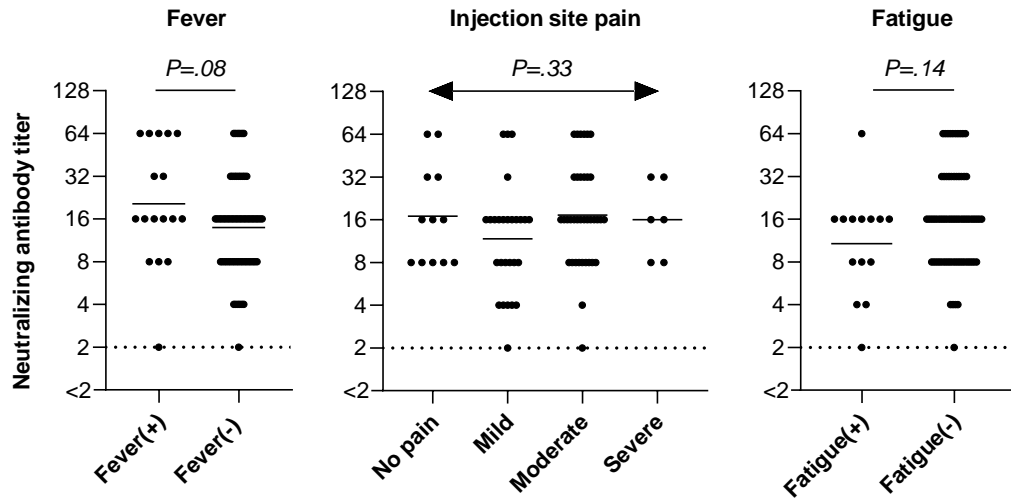 Fever
Injection site pain
Fatigue
P=.08
P=.33
P=.14
Neutralizing antibody titer
128
64
32
16
8
4
2
<2
Fever(+)
Fever(-)
128
64
32
16
8
4
2
<2
No pain
Mild
Moderate
Severe
128
64
32
16
8
4
2
<2
Fatigue(+)
Fatigue(-)